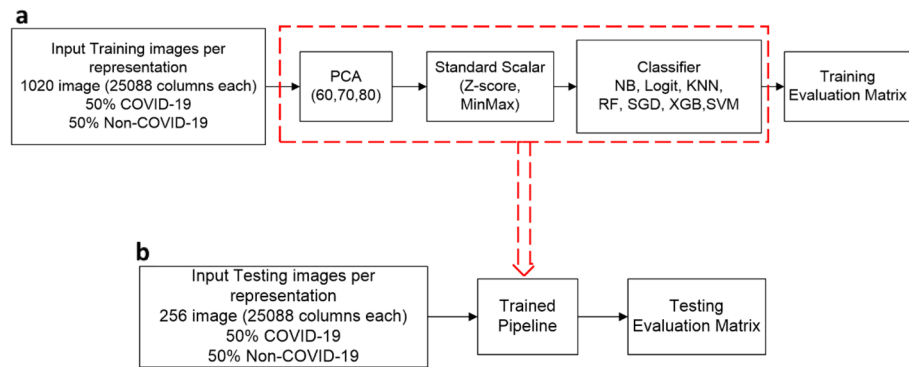 a
Input Training images per
representation
1020 image (25088 columns each)
50% COVID-19
50% Non-COVID-19
PCA
(60,70,80)
Standard Scalar
(Z-score,
MinMax)
Classifier
NB, Logit, KNN,
RF, SGD, XGB,SVM
Training
Evaluation Matrix
b
Input Testing images per
representation
256 image (25088 columns each)
50% COVID-19
50% Non-COVID-19
Trained
Pipeline
Testing
Evaluation Matrix